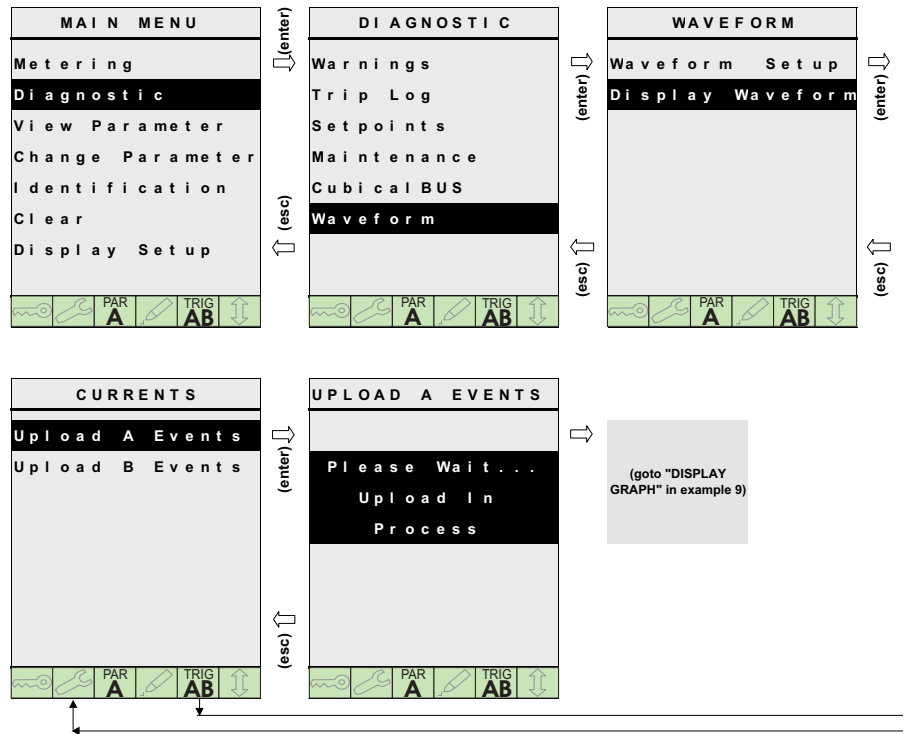 MAIN MENU
Metering
Diagnostic
View Parameter
Change Parameter
Identification
Clear
Display Setup
PAR
A
TRIG
AB
(enter)
(esc)
DIAGNOSTIC
Warnings
Trip Log
Setpoints
Maintenance
CubicalBUS
Waveform
PAR
A
TRIG
AB
(enter)
(esc)
WAVEFORM
Waveform Setup
Display Waveform
PAR
A
TRIG
AB
(enter)
(esc)
CURRENTS
Upload A Events
Upload B Events
PAR
A
TRIG
AB
(enter)
(esc)
UPLOAD A EVENTS
Please Wait...
Upload In
Process
PAR
A
TRIG
AB
(goto "DISPLAY
GRAPH" in example 9)